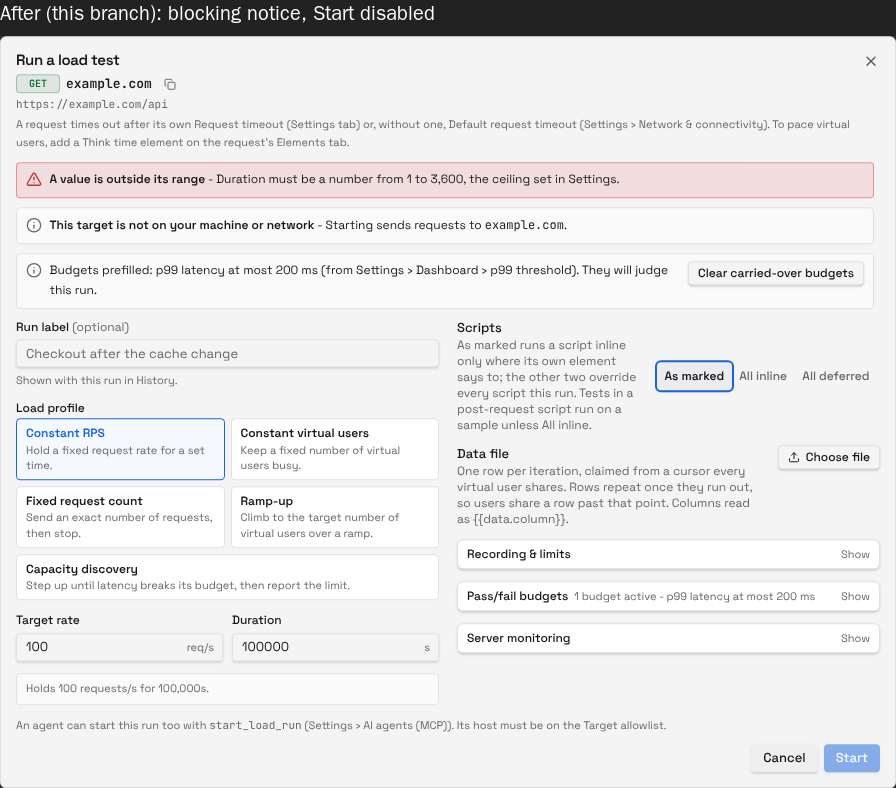 After (this branch): blocking notice, Start disabled
Run a load test
GET example.com
https://example.com/api
A request times out after its own Request timeout (Settings tab) or, without one, Default request timeout (Settings > Network & connectivity). To pace virtual
users, add a Think time element on the request's Elements tab.
A value is outside its range - Duration must be a number from 1 to 3,600, the ceiling set in Settings.
This target is not on your machine or network - Starting sends requests to example.com.
Budgets prefilled: p99 latency at most 200 ms (from Settings > Dashboard > p99 threshold). They will judge
this run.
Clear carried-over budgets
Run label (optional)
Checkout after the cache change
Shown with this run in History.
Load profile
Constant RPS
Hold a fixed request rate for a set
time.
Constant virtual users
Keep a fixed number of virtual
users busy.
Fixed request count
Send an exact number of requests,
then stop.
Ramp-up
Climb to the target number of
virtual users over a ramp.
Capacity discovery
Step up until latency breaks its budget, then report the limit.
Target rate
100 req/s
Duration
100000 s
Holds 100 requests/s for 100,000s.
Scripts
As marked runs a script inline
only where its own element
says to; the other two override
every script this run. Tests in a
post-request script run on a
sample unless All inline.
As marked All inline All deferred
Data file
One row per iteration, claimed from a cursor every
virtual user shares. Rows repeat once they run out,
so users share a row past that point. Columns read
as {{data.column}}.
Choose file
Recording & limits Show
Pass/fail budgets 1 budget active - p99 latency at most 200 ms Show
Server monitoring Show
An agent can start this run too with start_load_run (Settings > AI agents (MCP)). Its host must be on the Target allowlist.
Cancel Start